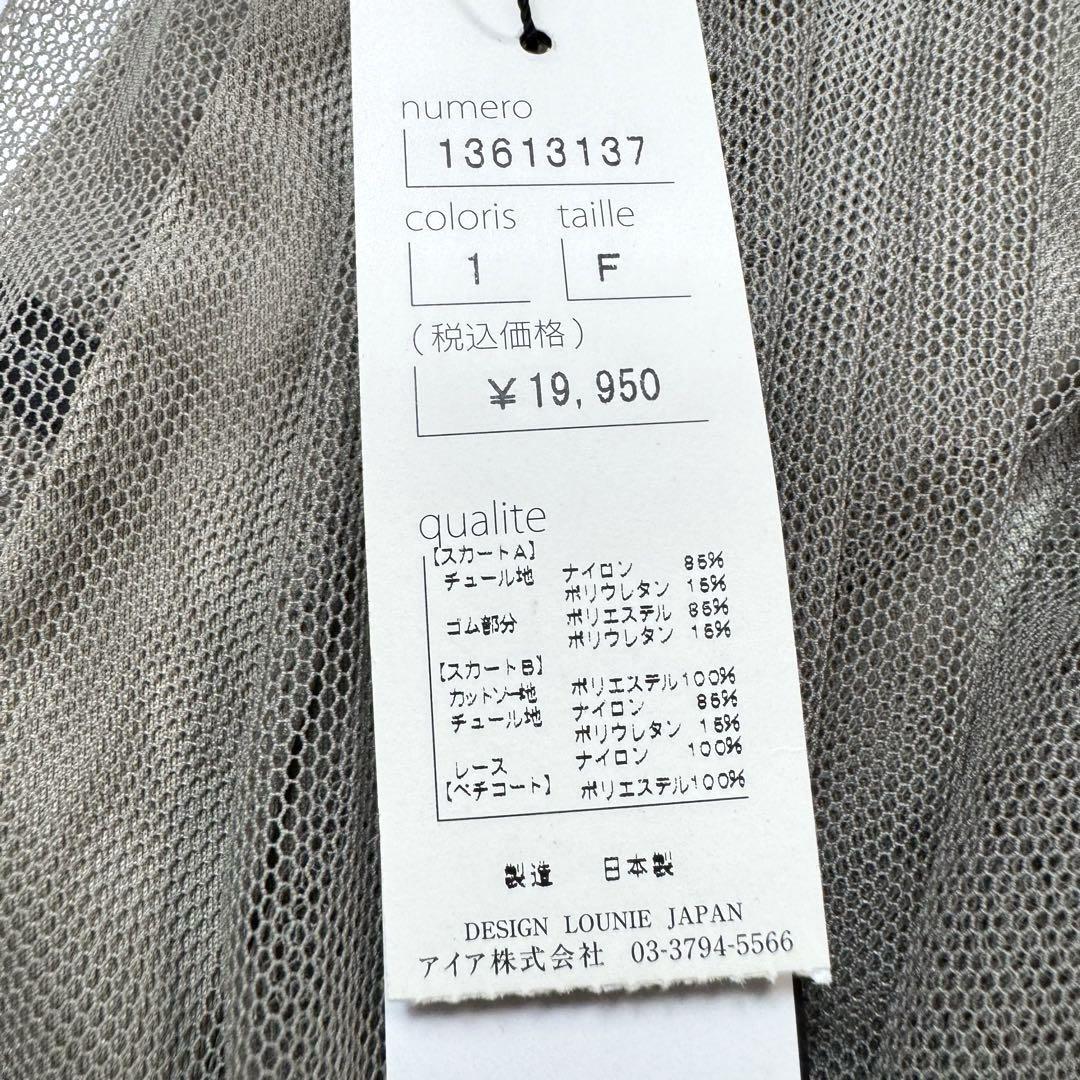 numero
13613137
coloris taille
1 F
(税込価格)
¥19,950
qualite
【スカートA】
チュール地 ナイロン 85%
ポリウレタン 15%
ゴム部分 ポリエステル 85%
ポリウレタン 15%
【スカートB】
カットソー地 ポリエステル100%
チュール地 ナイロン 85%
ポリウレタン 15%
レース ナイロン 100%
【ペチコート】 ポリエステル100%
製造 日本製
DESIGN LOUNIE JAPAN
アイア株式会社 03-3794-5566